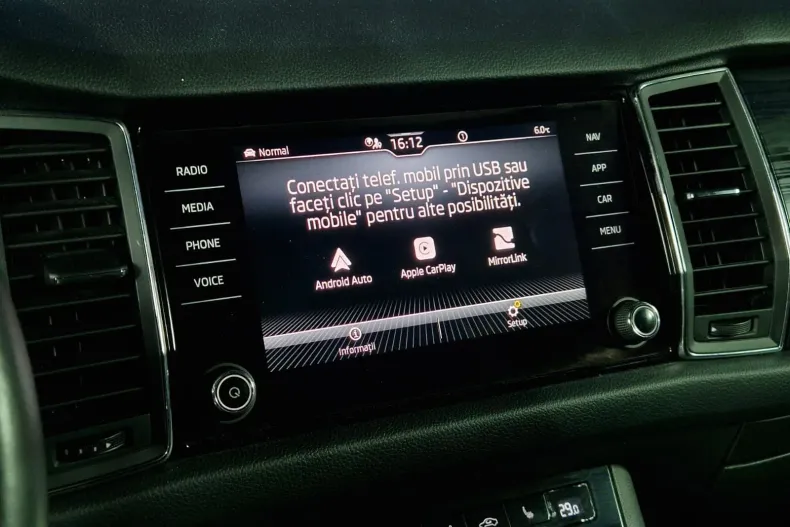 Normal
16:12
6.0°C
RADIO
MEDIA
PHONE
VOICE
Conectați telef. mobil prin USB sau
faceți clic pe "Setup" - "Dispozitive
mobile" pentru alte posibilități.
Android Auto
Apple CarPlay
MirrorLink
Informații
Setup
NAV
APP
CAR
MENU
29.0